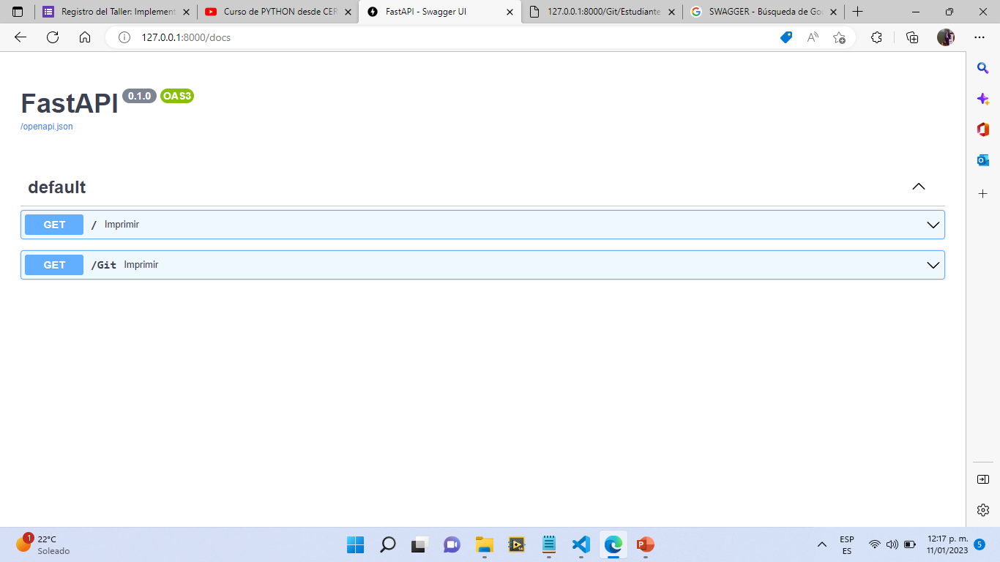 Registro del Taller: Implement
Curso de PYTHON desde CER
FastAPI - Swagger UI
127.0.0.1:8000/Git/Estudiante
SWAGGER - Búsqueda de Goo
127.0.0.1:8000/docs
FastAPI 0.1.0 OAS3
/openapi.json
default
GET / Imprimir
GET /Git Imprimir
1
22°C
Soleado
ESP
ES
12:17 p. m.
11/01/2023
5